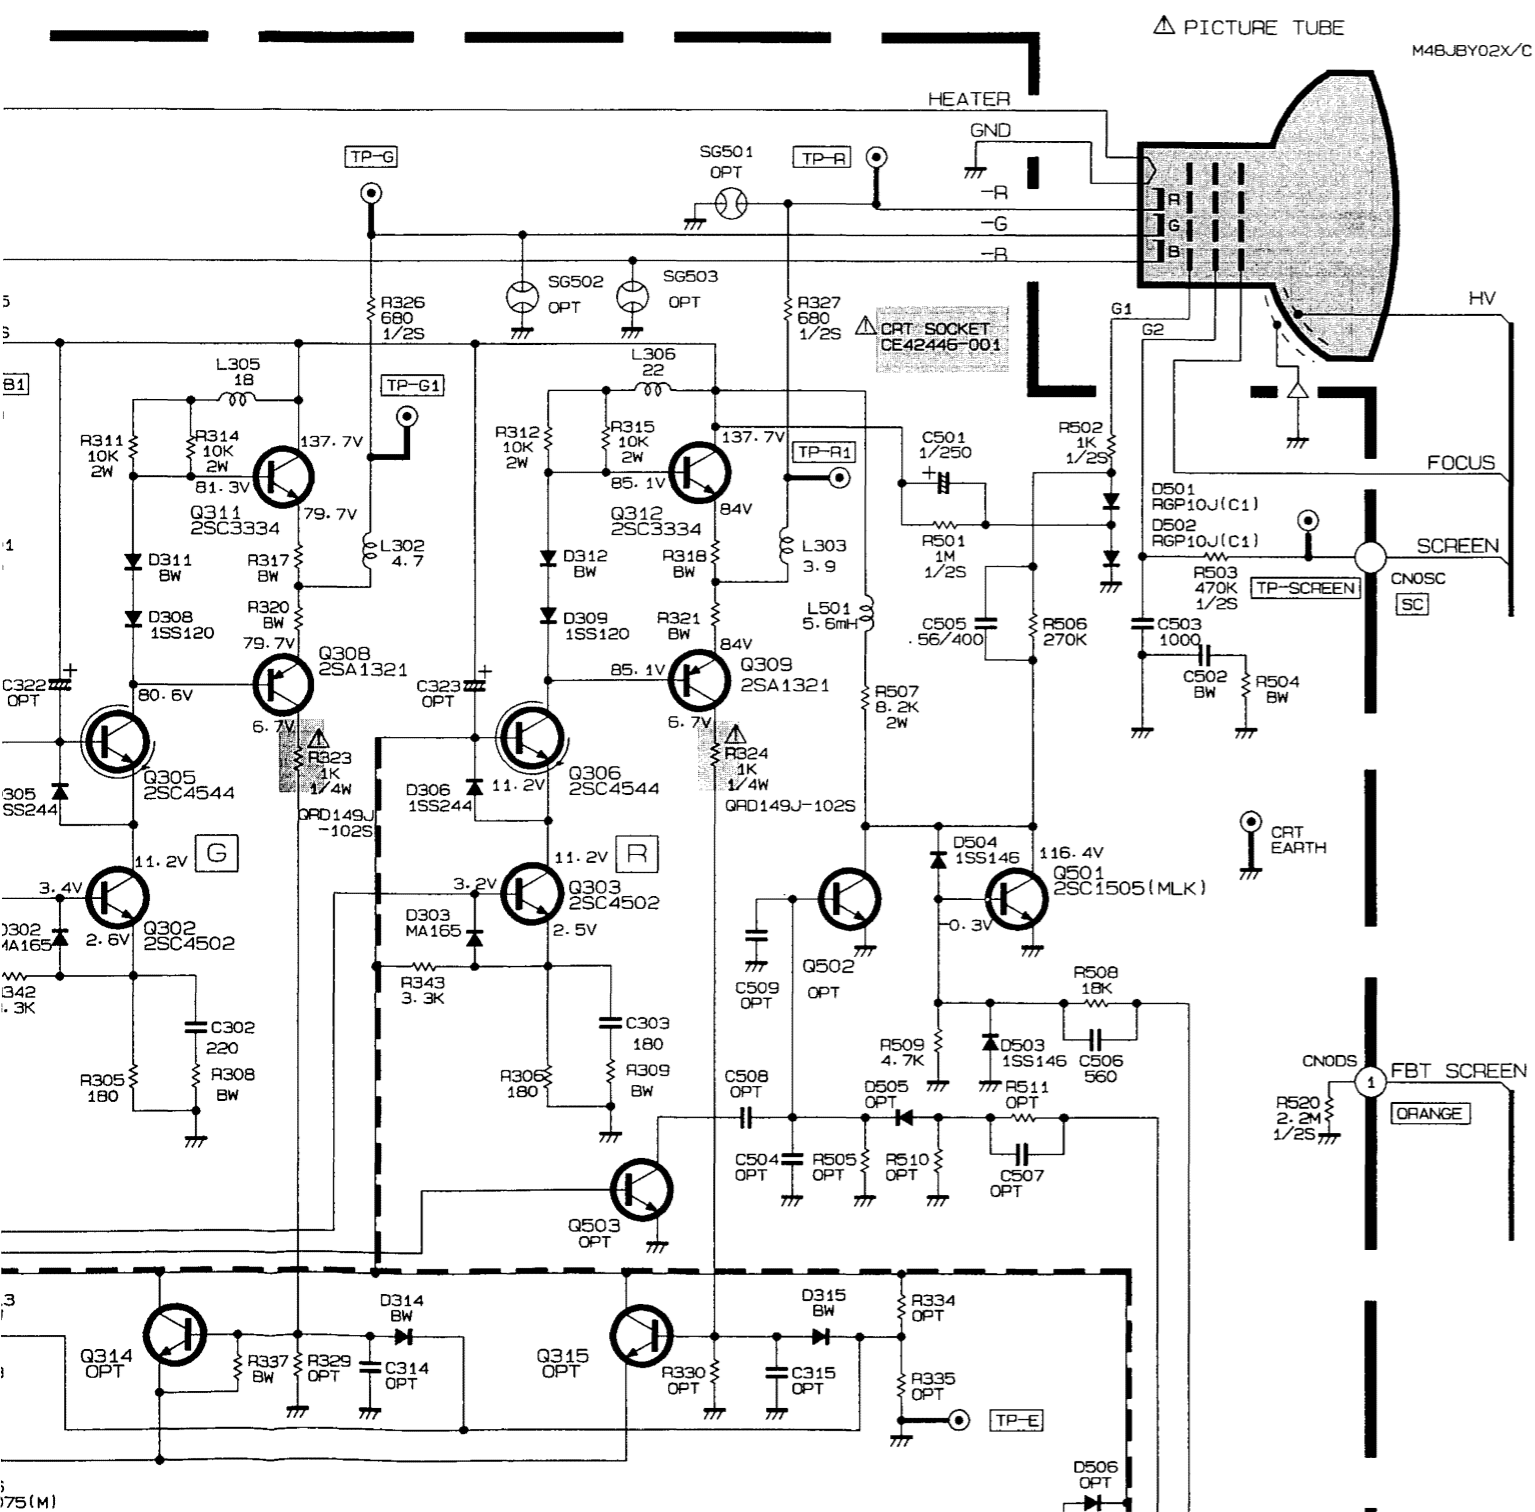 PICTURE TUBE
M48JBY02X/C
HEATER
GND
TP-G
SG501
OPT
TP-R
-R
-G
-R
R
G
B
SG502
OPT
SG503
OPT
R326
680
1/2S
R327
680
1/2S
CRT SOCKET
CE42446-001
G1
G2
HV
B1
L305
18
TP-G1
L306
22
R311
10K
2W
R314
10K
2W
137.7V
81.3V
Q311
2SC3334
79.7V
R312
10K
2W
R315
10K
2W
137.7V
85.1V
Q312
2SC3334
84V
TP-R1
C501
1/250
R502
1K
1/2S
FOCUS
D501
RGP10J(C1)
D502
RGP10J(C1)
R501
1M
1/2S
L302
4.7
L303
3.9
D311
BW
R317
BW
D312
BW
R318
BW
SCREEN
R503
470K
1/2S
TP-SCREEN
CN0SC
SC
D308
1SS120
R320
BW
79.7V
Q308
2SA1321
D309
1SS120
R321
BW
84V
85.1V
Q309
2SA1321
L501
5.6mH
C505
.56/400
R506
270K
C503
1000
C502
BW
R504
BW
C322
OPT
80.6V
6.7V
R323
1K
1/4W
QRD149J
-102S
C323
OPT
6.7V
R324
1K
1/4W
QRD149J-102S
R507
8.2K
2W
Q305
2SC4544
305
SS244
D306
1SS244
11.2V
Q306
2SC4544
G
R
11.2V
3.4V
Q302
2SC4502
2.6V
D302
MA165
11.2V
3.2V
Q303
2SC4502
D303
MA165
2.5V
D504
1SS146
116.4V
Q501
2SC1505(MLK)
-0.3V
CRT
EARTH
Q502
OPT
C509
OPT
342
.3K
R343
3.3K
R508
18K
C302
220
R305
180
R308
BW
C303
180
R306
180
R309
BW
R509
4.7K
D503
1SS146
C506
560
CN0DS
1
FBT SCREEN
ORANGE
R520
2.2M
1/2S
C508
OPT
D505
OPT
R511
OPT
C504
OPT
R505
OPT
R510
OPT
C507
OPT
Q503
OPT
D314
BW
D315
BW
R334
OPT
Q314
OPT
R337
BW
R329
OPT
C314
OPT
Q315
OPT
R330
OPT
C315
OPT
R335
OPT
TP-E
D506
OPT
075(M)